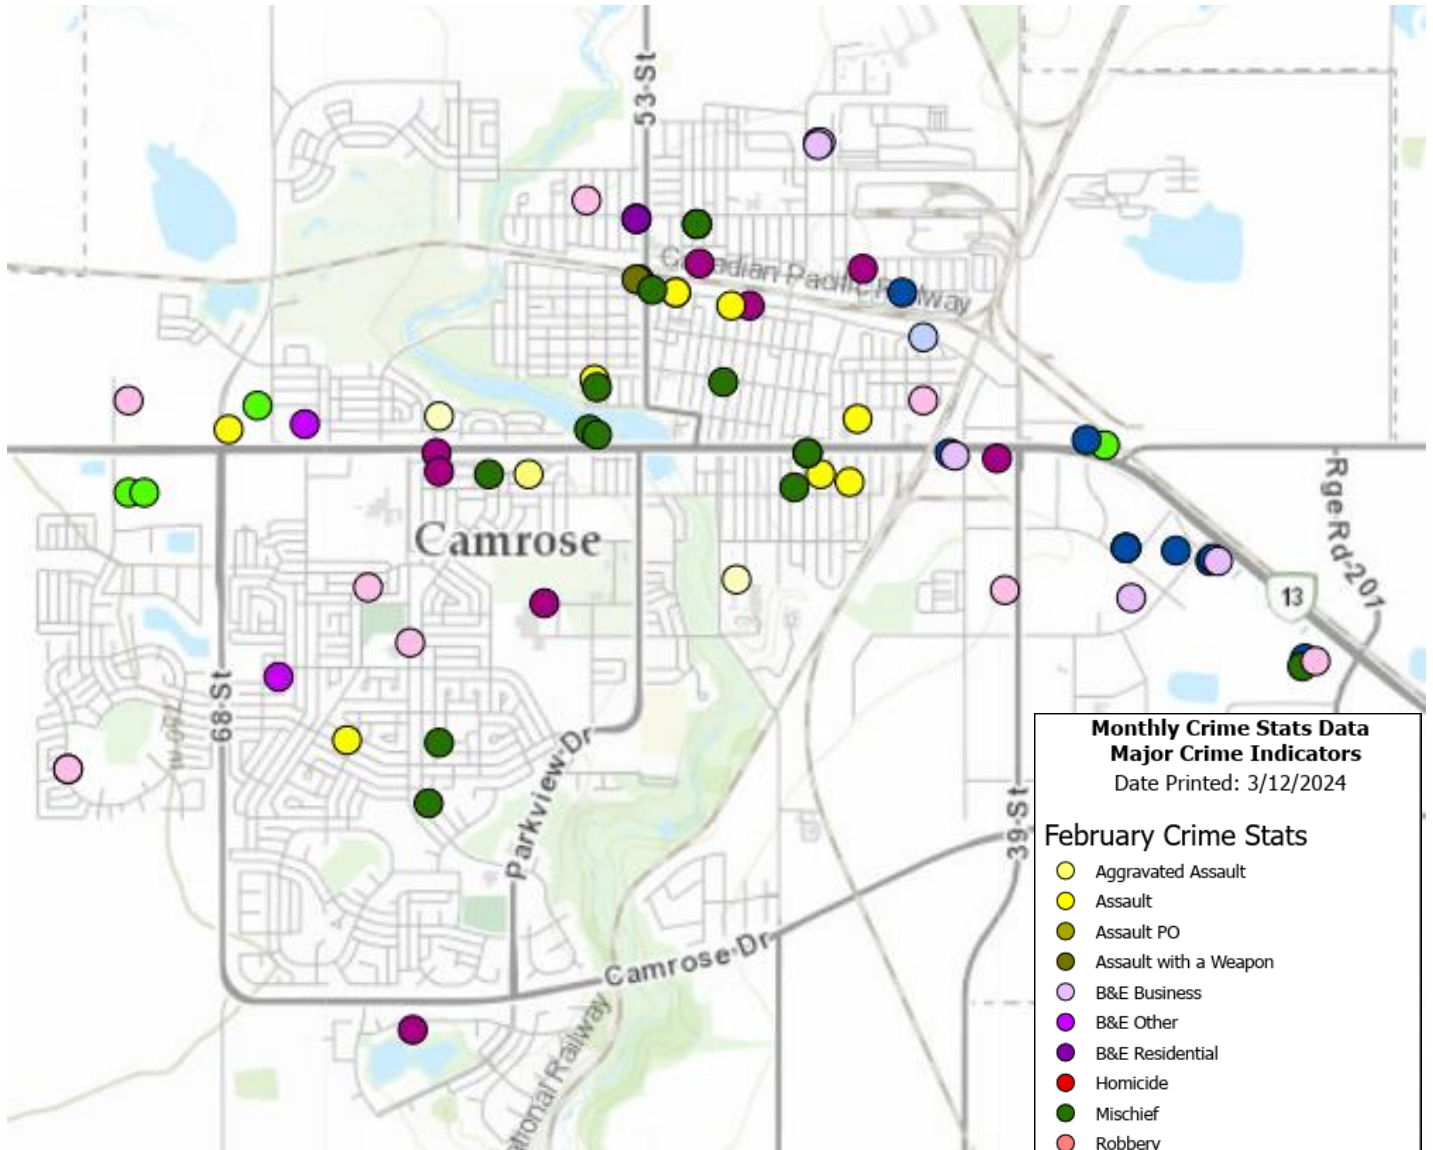 53-St
Canadian Pacific Railway
Camrose
Rge-Rd-201
13
68-St
Parkview-Dr
39-St
Camrose-Dr
ational Railway
Monthly Crime Stats Data
Major Crime Indicators
Date Printed: 3/12/2024
February Crime Stats
Aggravated Assault
Assault
Assault PO
Assault with a Weapon
B&E Business
B&E Other
B&E Residential
Homicide
Mischief
Robbery